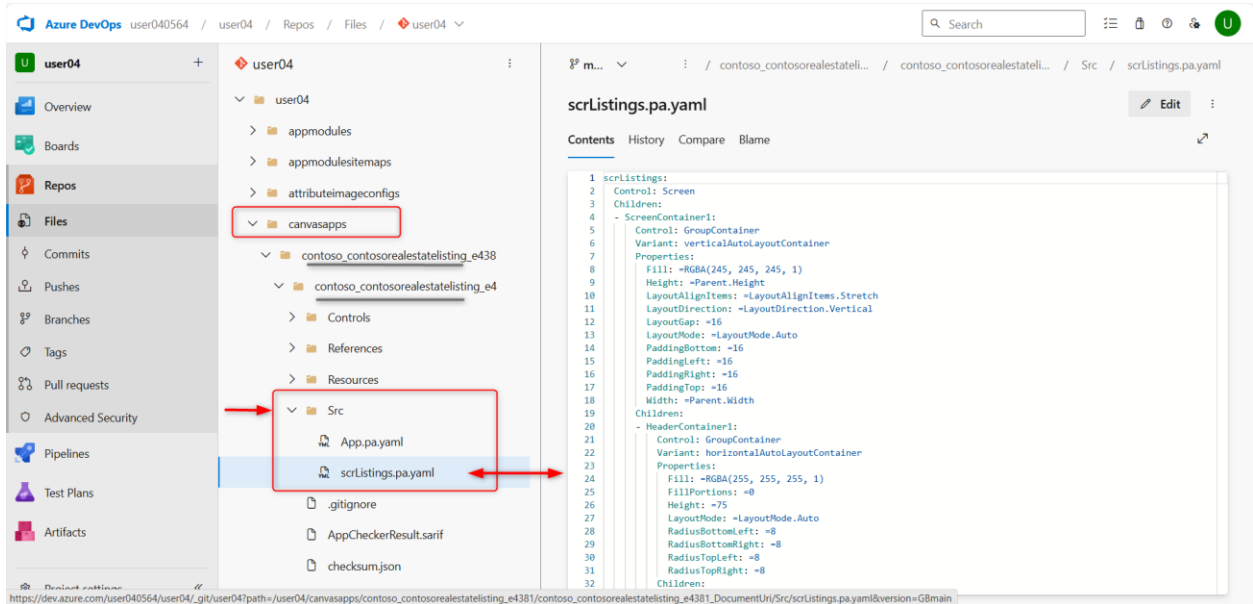 Azure DevOps user040564 / user04 / Repos / Files / user04
Search
U
U user04 +
Overview
Boards
Repos
Files
Commits
Pushes
Branches
Tags
Pull requests
Advanced Security
Pipelines
Test Plans
Artifacts
Project settings
user04
user04
appmodules
appmodulesitemaps
attributeimageconfigs
canvasapps
contoso_contosorealestatelisting_e438
contoso_contosorealestatelisting_e4
Controls
References
Resources
Src
App.pa.yaml
scrListings.pa.yaml
.gitignore
AppCheckerResult.sarif
checksum.json
m... / contoso_contosorealestateli... / contoso_contosorealestateli... / Src / scrListings.pa.yaml
scrListings.pa.yaml
Edit
Contents History Compare Blame
1 scrListings:
2 Control: Screen
3 Children:
4 - ScreenContainer1:
5 Control: GroupContainer
6 Variant: verticalAutoLayoutContainer
7 Properties:
8 Fill: =RGBA(245, 245, 245, 1)
9 Height: =Parent.Height
10 LayoutAlignItems: =LayoutAlignItems.Stretch
11 LayoutDirection: =LayoutDirection.Vertical
12 LayoutGap: =16
13 LayoutMode: =LayoutMode.Auto
14 PaddingBottom: =16
15 PaddingLeft: =16
16 PaddingRight: =16
17 PaddingTop: =16
18 Width: =Parent.Width
19 Children:
20 - HeaderContainer1:
21 Control: GroupContainer
22 Variant: horizontalAutoLayoutContainer
23 Properties:
24 Fill: =RGBA(255, 255, 255, 1)
25 FillPortions: =0
26 Height: =75
27 LayoutMode: =LayoutMode.Auto
28 RadiusBottomLeft: =8
29 RadiusBottomRight: =8
30 RadiusTopLeft: =8
31 RadiusTopRight: =8
32 Children:
https://dev.azure.com/user040564/user04/_git/user04?path=/user04/canvasapps/contoso_contosorealestatelisting_e4381/contoso_contosorealestatelisting_e4381_DocumentUri/Src/scrListings.pa.yaml&version=GBmain